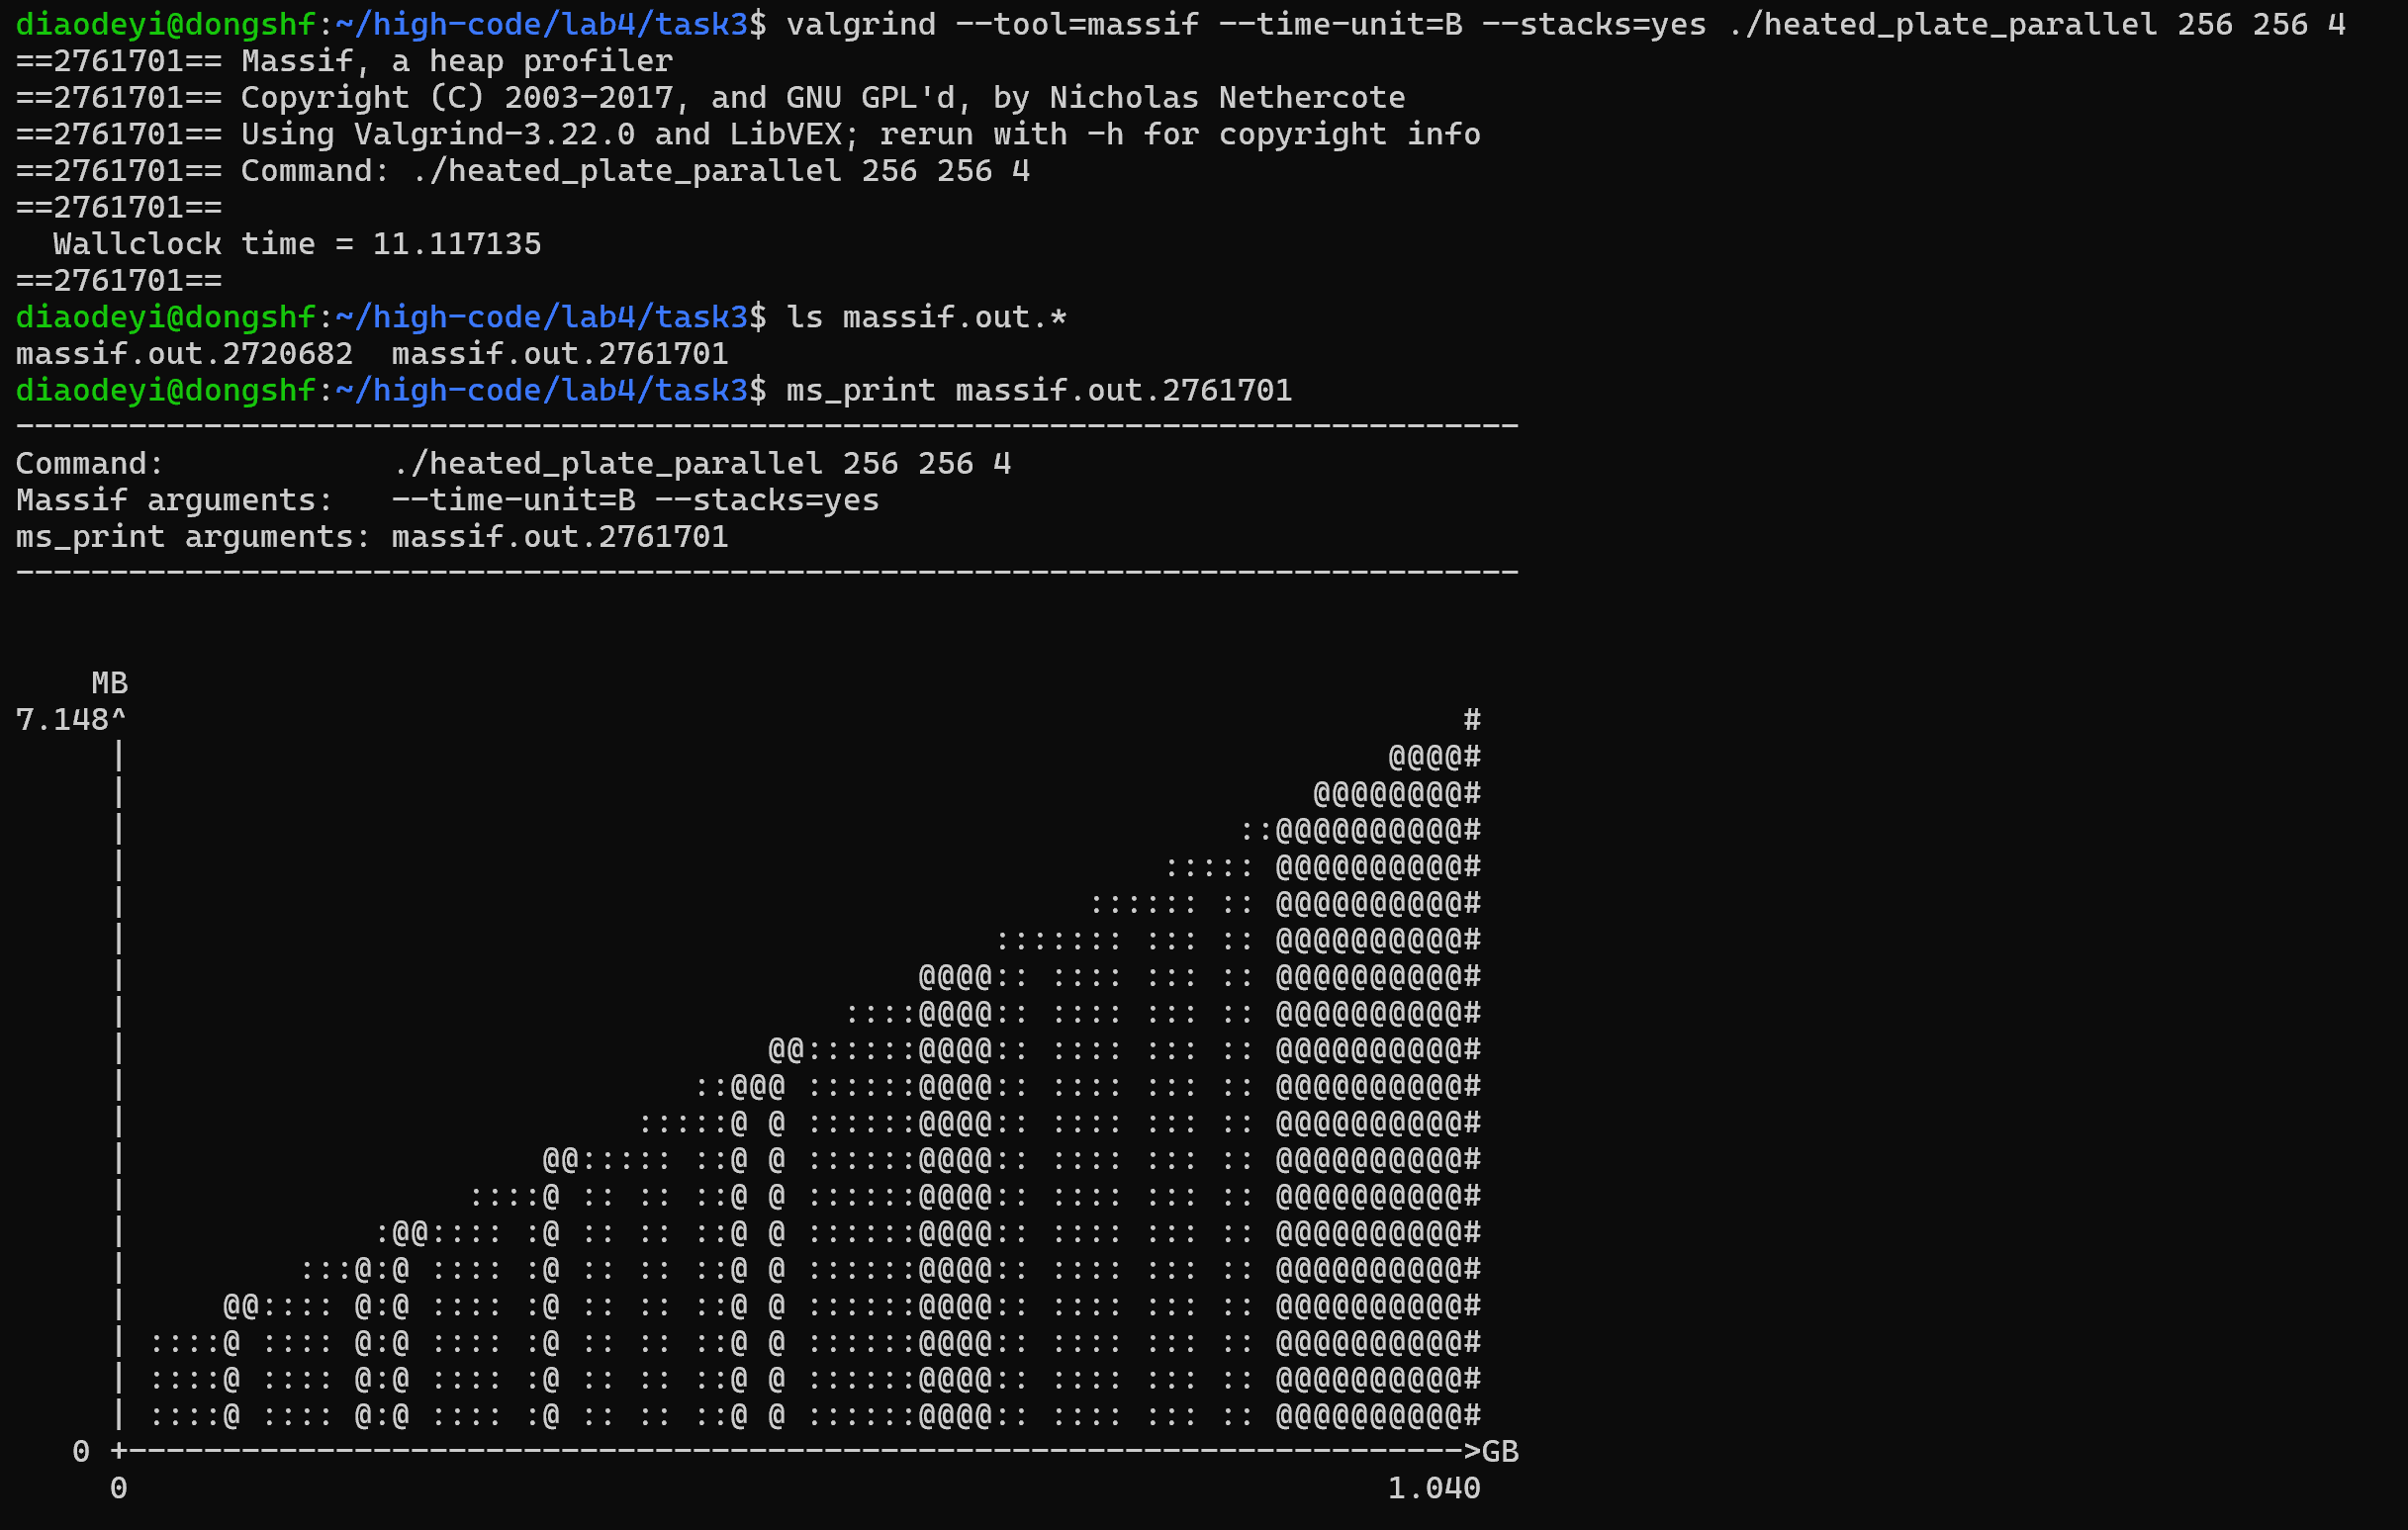 diaodeyi@dongshf:~/high-code/lab4/task3$ valgrind --tool=massif --time-unit=B --stacks=yes ./heated_plate_parallel 256 256 4
==2761701== Massif, a heap profiler
==2761701== Copyright (C) 2003-2017, and GNU GPL'd, by Nicholas Nethercote
==2761701== Using Valgrind-3.22.0 and LibVEX; rerun with -h for copyright info
==2761701== Command: ./heated_plate_parallel 256 256 4
==2761701==
  Wallclock time = 11.117135
==2761701==
diaodeyi@dongshf:~/high-code/lab4/task3$ ls massif.out.*
massif.out.2720682  massif.out.2761701
diaodeyi@dongshf:~/high-code/lab4/task3$ ms_print massif.out.2761701
--------------------------------------------------------------------------------
Command:            ./heated_plate_parallel 256 256 4
Massif arguments:   --time-unit=B --stacks=yes
ms_print arguments: massif.out.2761701
--------------------------------------------------------------------------------


    MB
7.148^                                                                       #
     |                                                                   @@@@#
     |                                                               @@@@@@@@#
     |                                                           ::@@@@@@@@@@#
     |                                                       ::::: @@@@@@@@@@#
     |                                                   :::::: :: @@@@@@@@@@#
     |                                              ::::::: ::: :: @@@@@@@@@@#
     |                                          @@@@:: :::: ::: :: @@@@@@@@@@#
     |                                      ::::@@@@:: :::: ::: :: @@@@@@@@@@#
     |                                  @@::::::@@@@:: :::: ::: :: @@@@@@@@@@#
     |                              ::@@@ ::::::@@@@:: :::: ::: :: @@@@@@@@@@#
     |                           :::::@ @ ::::::@@@@:: :::: ::: :: @@@@@@@@@@#
     |                      @@::::: ::@ @ ::::::@@@@:: :::: ::: :: @@@@@@@@@@#
     |                  ::::@ :: :: ::@ @ ::::::@@@@:: :::: ::: :: @@@@@@@@@@#
     |             :@@:::: :@ :: :: ::@ @ ::::::@@@@:: :::: ::: :: @@@@@@@@@@#
     |         :::@:@ :::: :@ :: :: ::@ @ ::::::@@@@:: :::: ::: :: @@@@@@@@@@#
     |     @@:::: @:@ :::: :@ :: :: ::@ @ ::::::@@@@:: :::: ::: :: @@@@@@@@@@#
     | ::::@ :::: @:@ :::: :@ :: :: ::@ @ ::::::@@@@:: :::: ::: :: @@@@@@@@@@#
     | ::::@ :::: @:@ :::: :@ :: :: ::@ @ ::::::@@@@:: :::: ::: :: @@@@@@@@@@#
     | ::::@ :::: @:@ :::: :@ :: :: ::@ @ ::::::@@@@:: :::: ::: :: @@@@@@@@@@#
   0 +----------------------------------------------------------------------->GB
     0                                                                   1.040